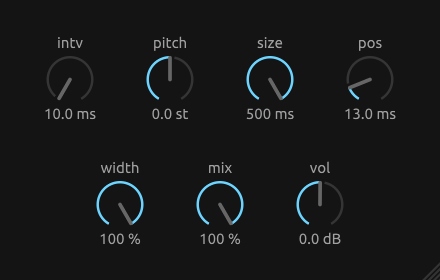 intv pitch size pos
10.0 ms 0.0 st 500 ms 13.0 ms
width mix vol
100 % 100 % 0.0 dB